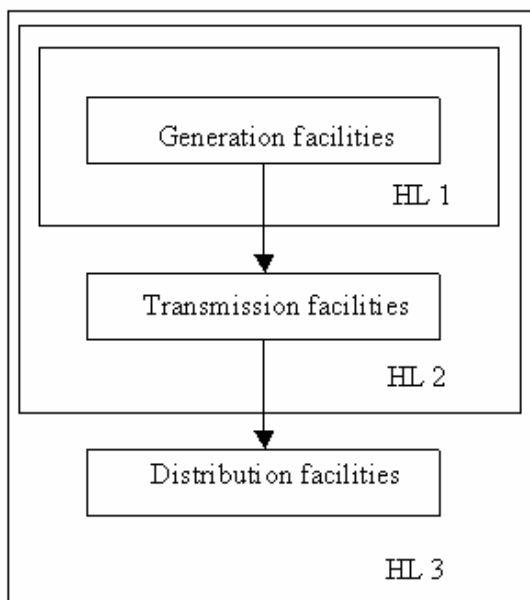 Generation facilities
HL 1
Transmission facilities
HL 2
Distribution facilities
HL 3